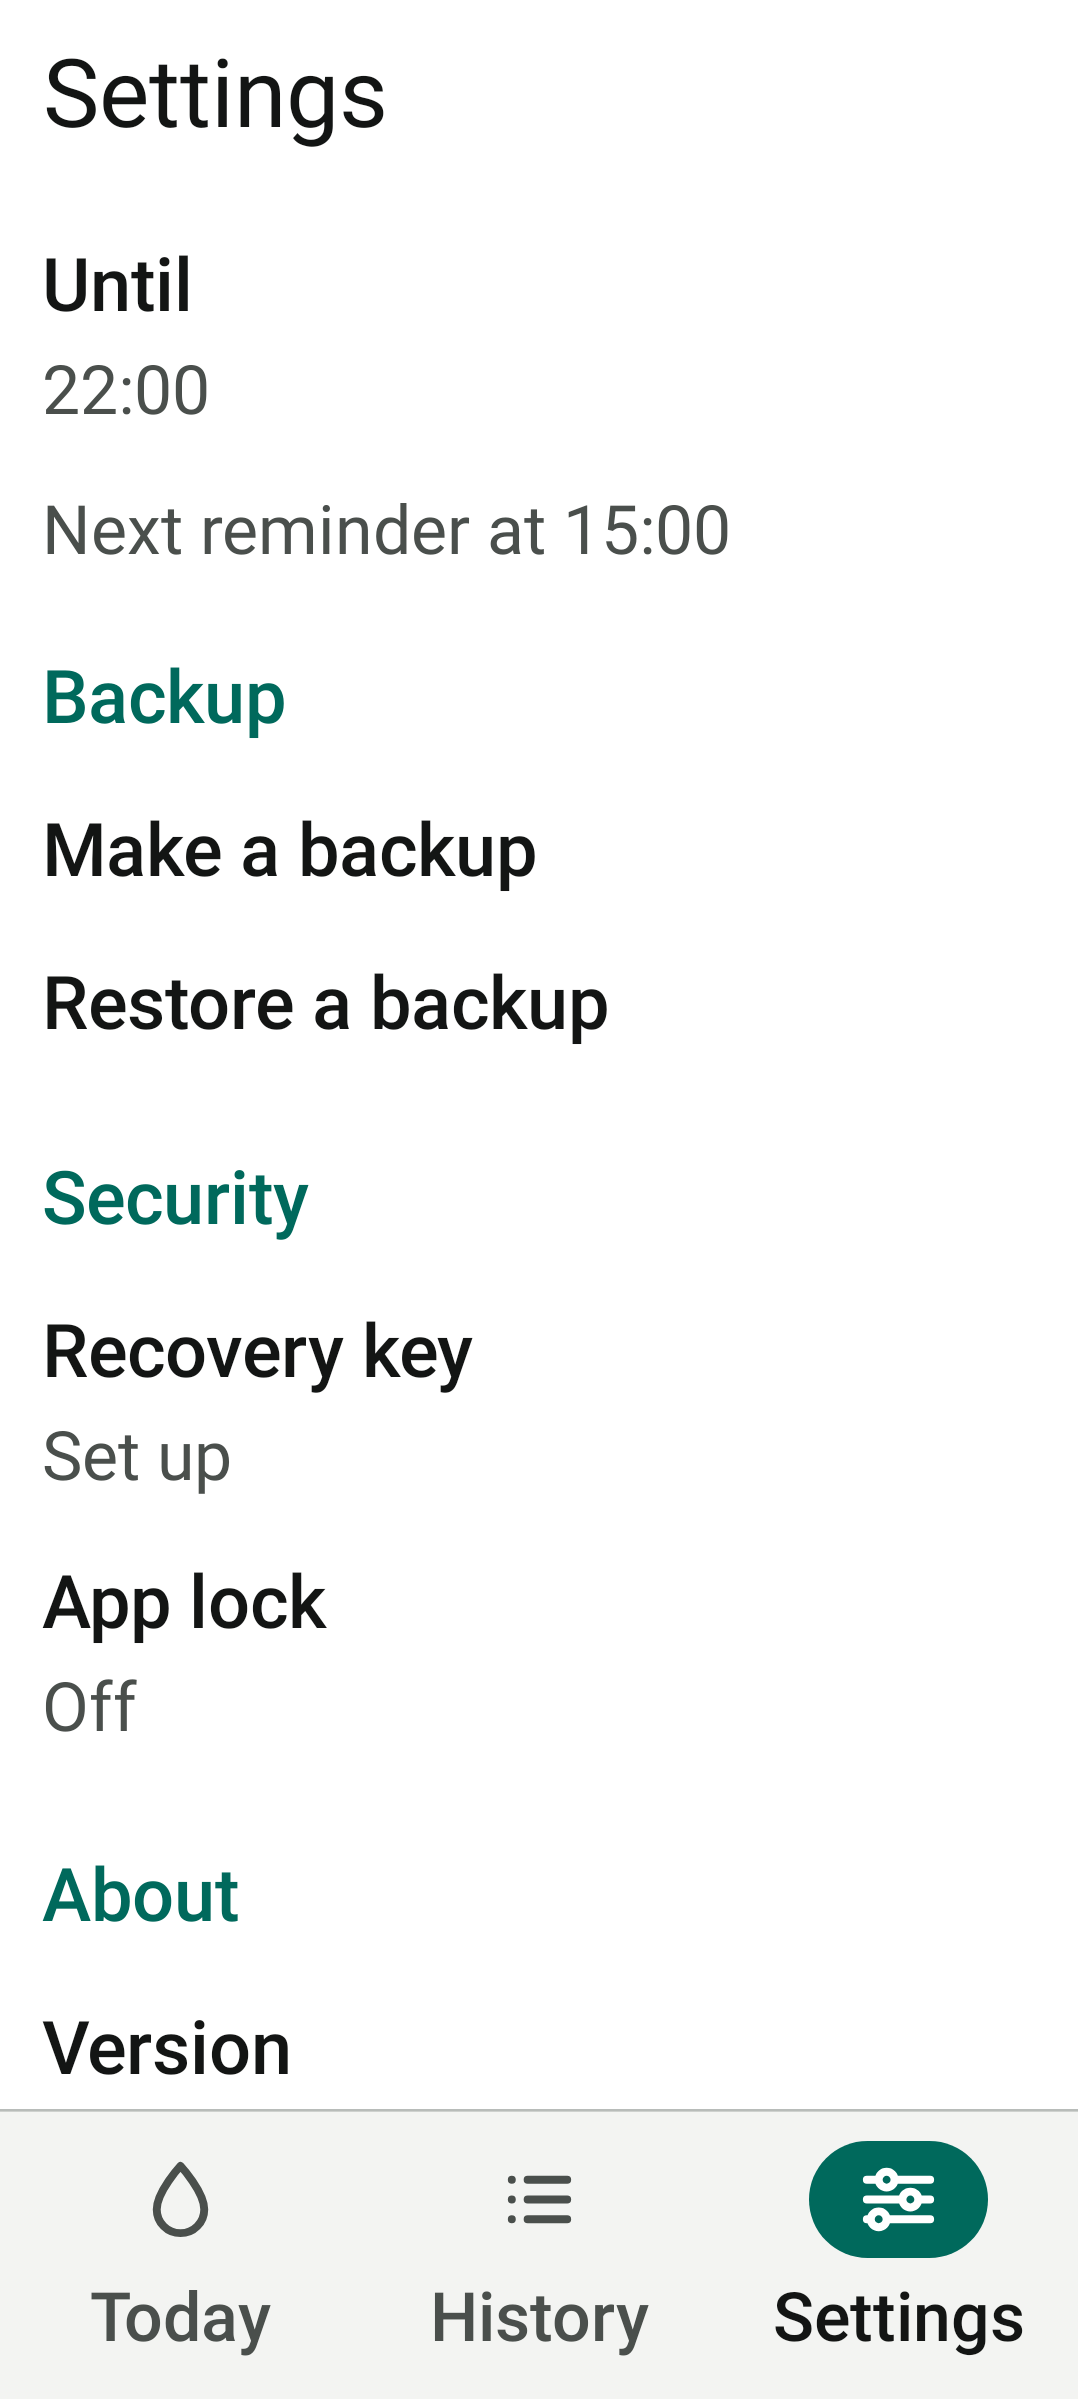 Settings
Until
22:00
Next reminder at 15:00
Backup
Make a backup
Restore a backup
Security
Recovery key
Set up
App lock
Off
About
Version
Today
History
Settings